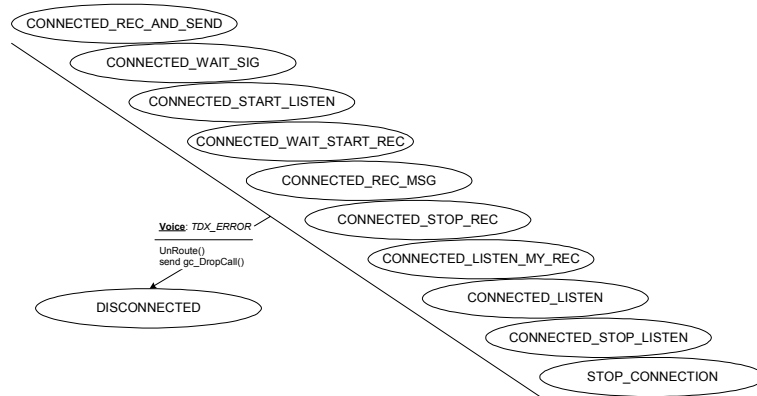 CONNECTED_REC_AND_SEND
CONNECTED_WAIT_SIG
CONNECTED_START_LISTEN
CONNECTED_WAIT_START_REC
CONNECTED_REC_MSG
CONNECTED_STOP_REC
Voice: TDX_ERROR
UnRoute()
send gc_DropCall()
CONNECTED_LISTEN_MY_REC
CONNECTED_LISTEN
DISCONNECTED
CONNECTED_STOP_LISTEN
STOP_CONNECTION